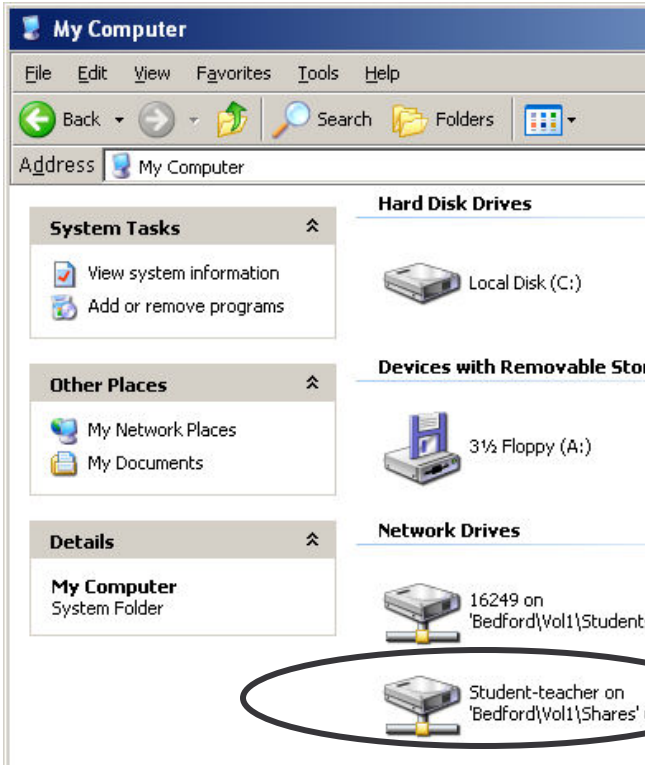 My Computer
File Edit View Favorites Tools Help
Back Search Folders
Address My Computer
System Tasks
View system information
Add or remove programs
Other Places
My Network Places
My Documents
Details
My Computer
System Folder
Hard Disk Drives
Local Disk (C:)
Devices with Removable Stor
3½ Floppy (A:)
Network Drives
16249 on
'Bedford\Vol1\Student
Student-teacher on
'Bedford\Vol1\Shares'